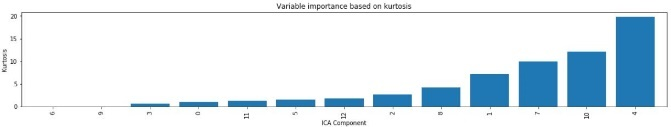 Variable importance based on kurtosis
20
15
10
5
0
Kurtosis
6 9 3 0 11 5 12 2 8 1 7 10 4
ICA Component